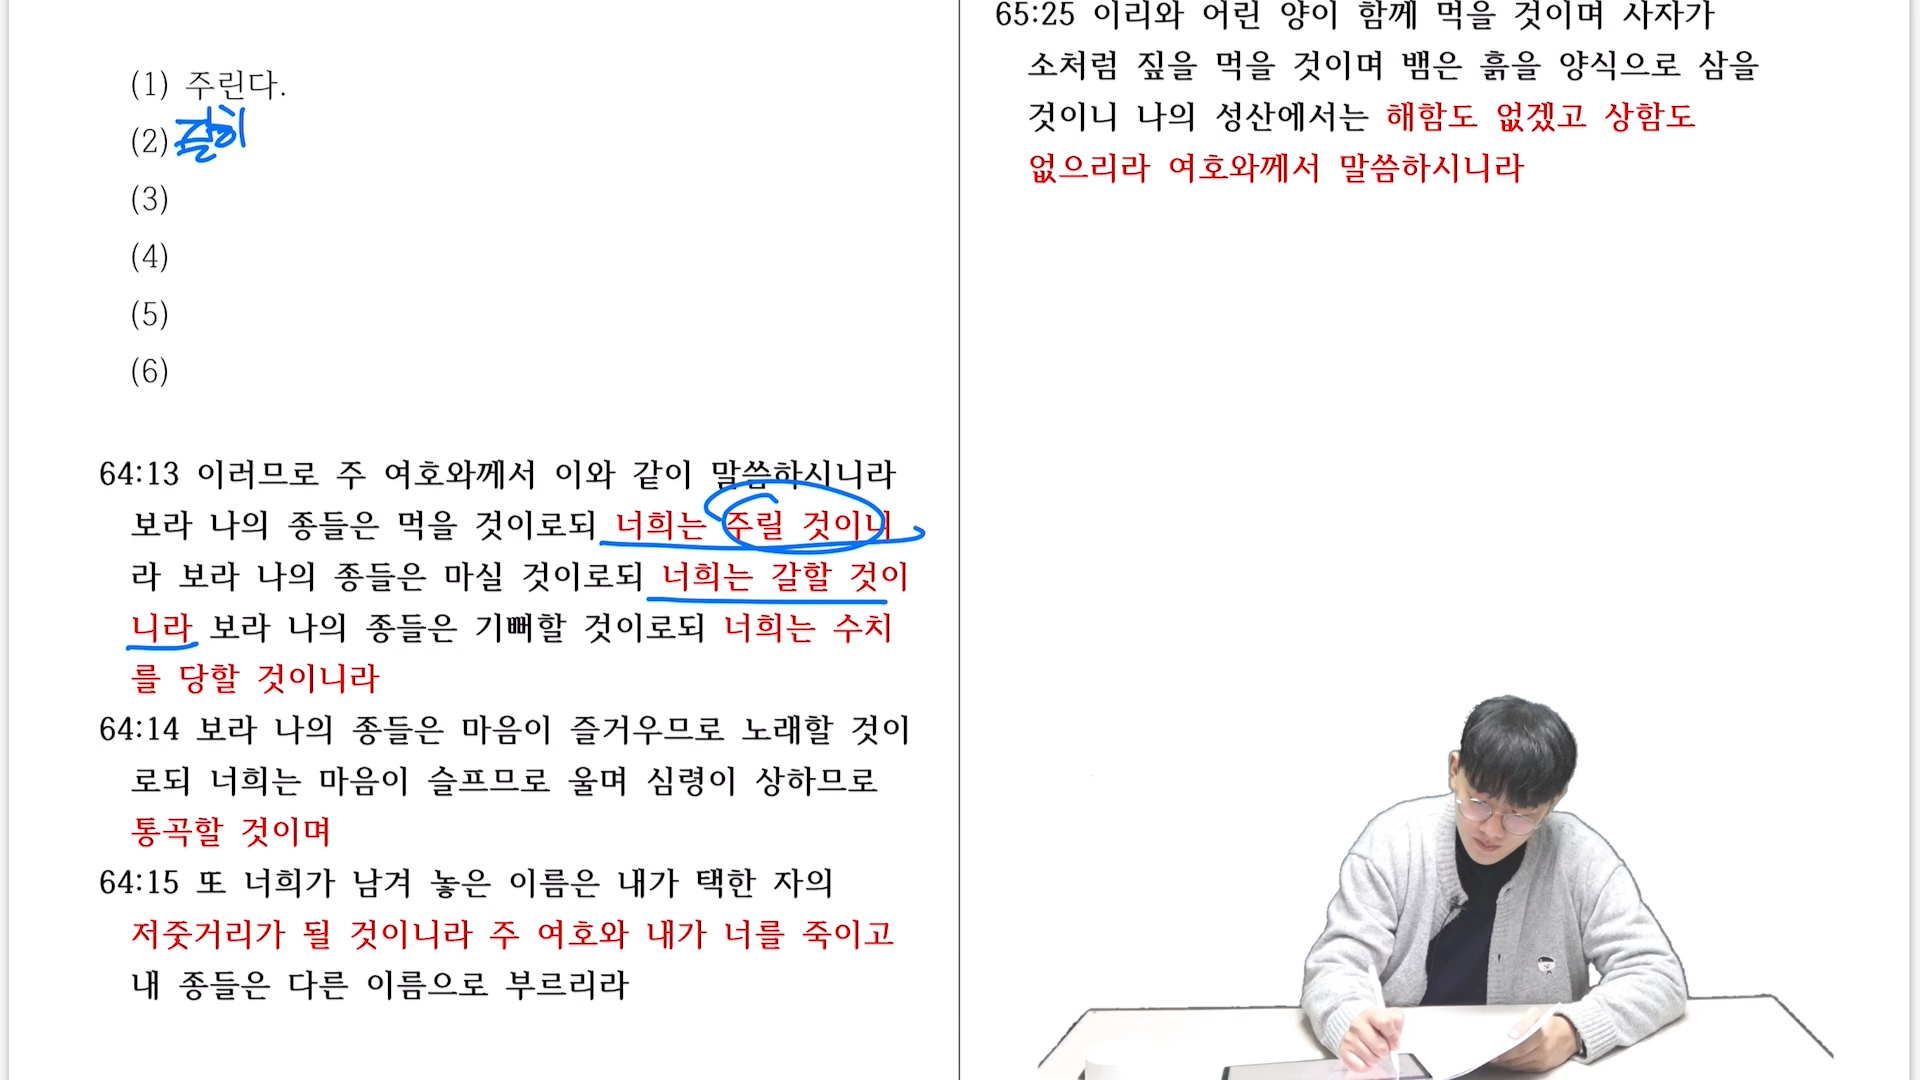 (1) 주린다.
(2) 갈하
(3)
(4)
(5)
(6)
64:13 이러므로 주 여호와께서 이와 같이 말씀하시니라
보라 나의 종들은 먹을 것이로되 너희는 주릴 것이니
라 보라 나의 종들은 마실 것이로되 너희는 갈할 것이
니라 보라 나의 종들은 기뻐할 것이로되 너희는 수치
를 당할 것이니라
64:14 보라 나의 종들은 마음이 즐거우므로 노래할 것이
로되 너희는 마음이 슬프므로 울며 심령이 상하므로
통곡할 것이며
64:15 또 너희가 남겨 놓은 이름은 내가 택한 자의
저줏거리가 될 것이니라 주 여호와 내가 너를 죽이고
내 종들은 다른 이름으로 부르리라
65:25 이리와 어린 양이 함께 먹을 것이며 사자가
소처럼 짚을 먹을 것이며 뱀은 흙을 양식으로 삼을
것이니 나의 성산에서는 해함도 없겠고 상함도
없으리라 여호와께서 말씀하시니라